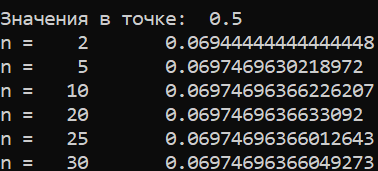 Значения в точке:  0.5
n =    2      0.06944444444444448
n =    5      0.0697469630218972
n =   10      0.06974696366226207
n =   20      0.0697469636633092
n =   25      0.06974696366012643
n =   30      0.06974696366049273